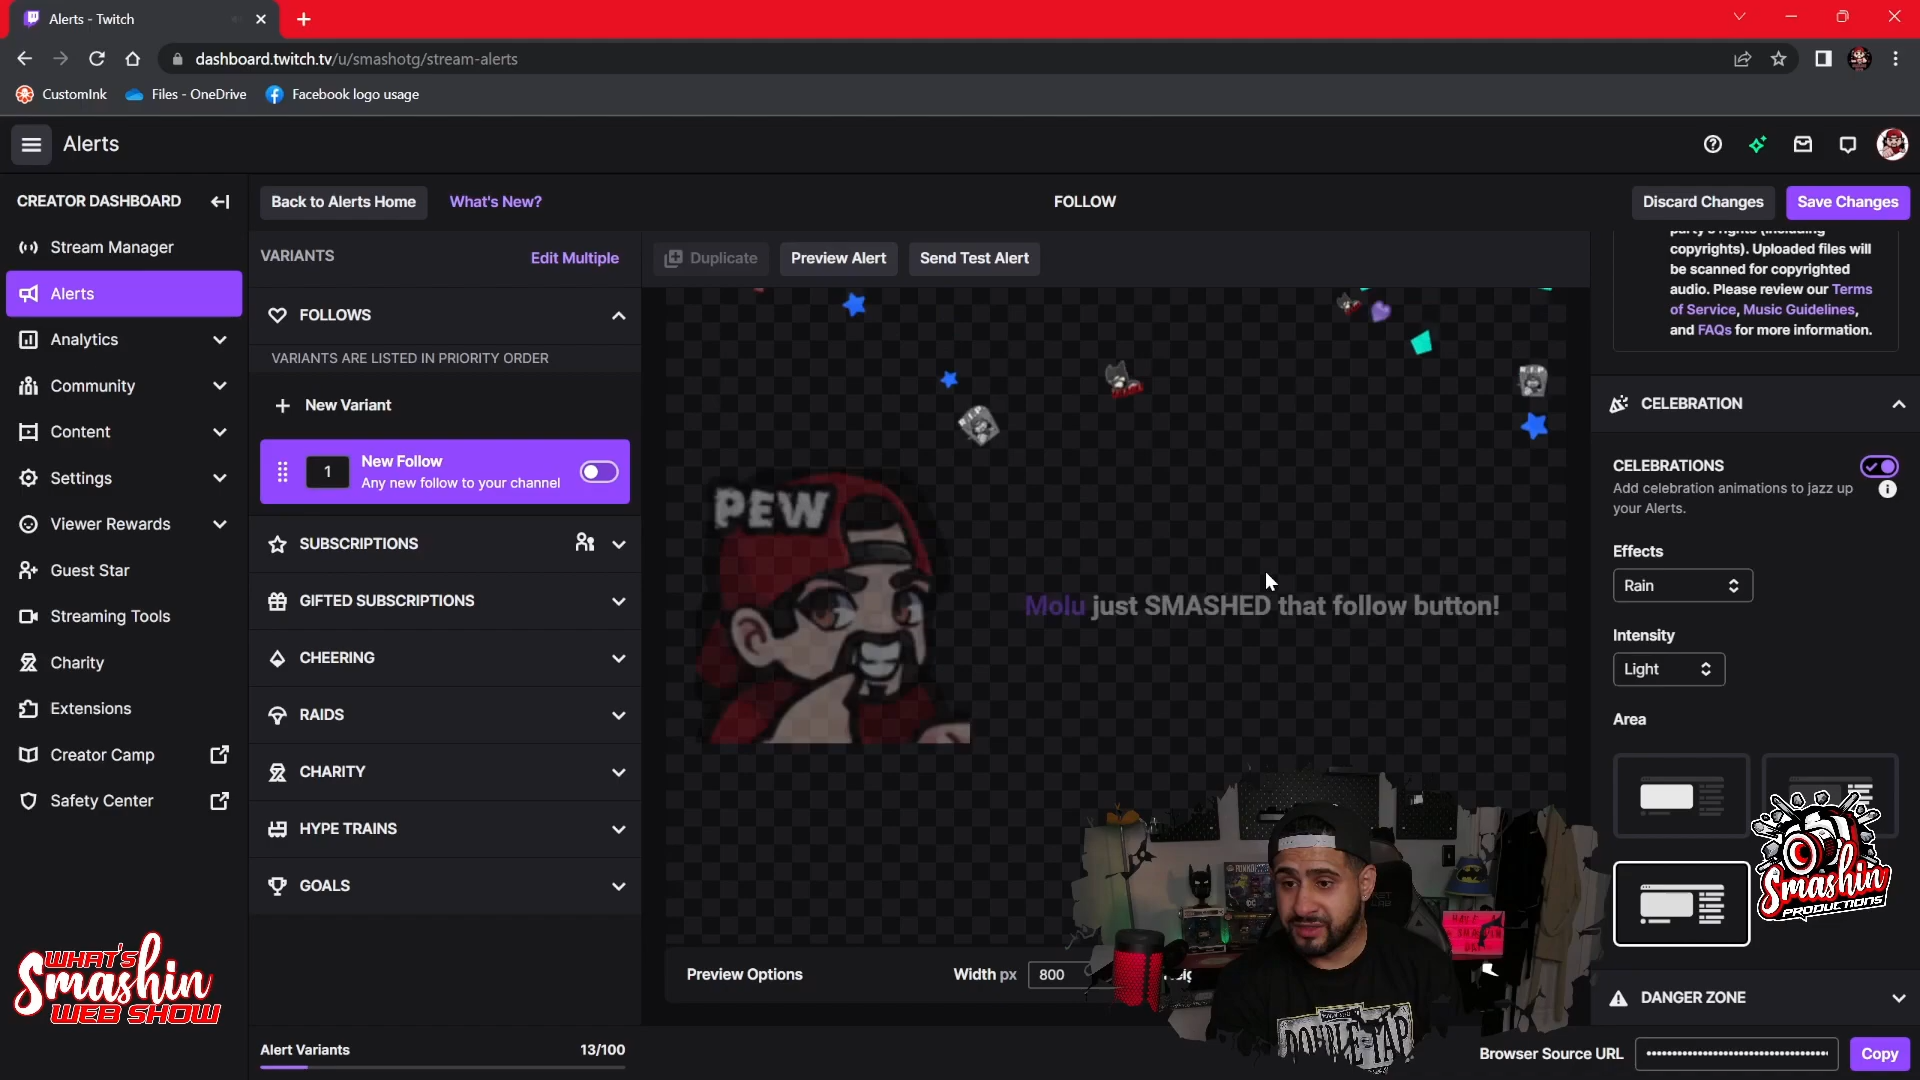 Alerts - Twitch
dashboard.twitch.tv/u/smashotg/stream-alerts
CustomInk
Files - OneDrive
Facebook logo usage
Alerts
CREATOR DASHBOARD
Back to Alerts Home
What's New?
FOLLOW
Discard Changes
Save Changes
Stream Manager
Alerts
Analytics
Community
Content
Settings
Viewer Rewards
Guest Star
Streaming Tools
Charity
Extensions
Creator Camp
Safety Center
WHAT'S
Smashin
WEB SHOW
VARIANTS
Edit Multiple
FOLLOWS
VARIANTS ARE LISTED IN PRIORITY ORDER
New Variant
1
New Follow
Any new follow to your channel
SUBSCRIPTIONS
GIFTED SUBSCRIPTIONS
CHEERING
RAIDS
CHARITY
HYPE TRAINS
GOALS
Alert Variants
13/100
Duplicate
Preview Alert
Send Test Alert
PEW
Molu just SMASHED that follow button!
Preview Options
Width px
800
DOUBLE TAP
party's rights (including
copyrights). Uploaded files will
be scanned for copyrighted
audio. Please review our Terms
of Service, Music Guidelines,
and FAQs for more information.
CELEBRATION
CELEBRATIONS
Add celebration animations to jazz up
your Alerts.
Effects
Rain
Intensity
Light
Area
Smashin
PRODUCTIONS
DANGER ZONE
Browser Source URL
Copy